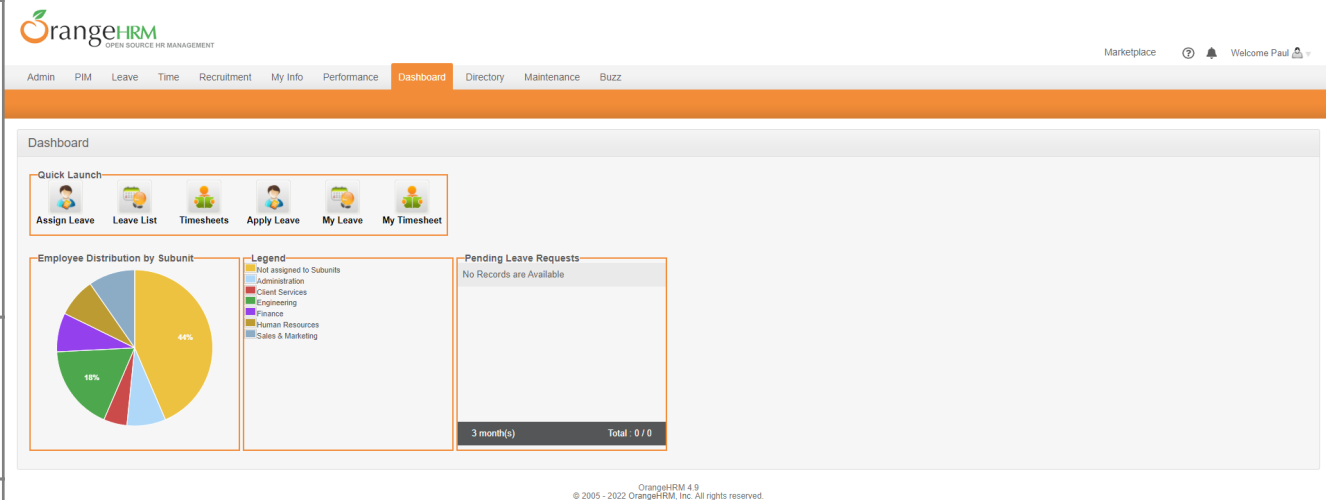 OrangeHRM
OPEN SOURCE HR MANAGEMENT
Marketplace Welcome Paul
Admin PIM Leave Time Recruitment My Info Performance Dashboard Directory Maintenance Buzz
Dashboard
Quick Launch
Assign Leave Leave List Timesheets Apply Leave My Leave My Timesheet
Employee Distribution by Subunit
44%
18%
Legend
Not assigned to Subunits
Administration
Client Services
Engineering
Finance
Human Resources
Sales & Marketing
Pending Leave Requests
No Records are Available
3 month(s) Total : 0 / 0
OrangeHRM 4.9
© 2005 - 2022 OrangeHRM, Inc. All rights reserved.